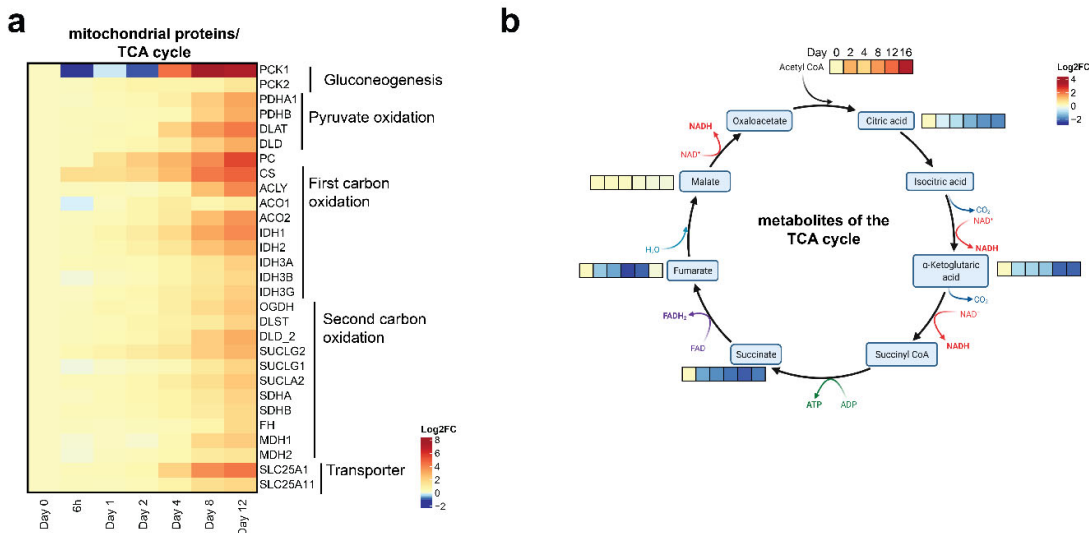 a
mitochondrial proteins/
TCA cycle
PCK1
PCK2
PDHA1
PDHB
DLAT
DLD
PC
CS
ACLY
ACO1
ACO2
IDH1
IDH2
IDH3A
IDH3B
IDH3G
OGDH
DLST
DLD_2
SUCLG2
SUCLG1
SUCLA2
SDHA
SDHB
FH
MDH1
MDH2
SLC25A1
SLC25A11
Gluconeogenesis
Pyruvate oxidation
First carbon
oxidation
Second carbon
oxidation
Transporter
Day 0
6h
Day 1
Day 2
Day 4
Day 8
Day 12
Log2FC
8
6
4
2
0
−2
b
Day 0 2 4 8 12 16
Acetyl CoA
Oxaloacetate
Citric acid
Isocitric acid
CO₂
NAD⁺
NADH
α-Ketoglutaric
acid
CO₂
NAD
NADH
Succinyl CoA
ADP
ATP
Succinate
FAD
FADH₂
Fumarate
H₂O
Malate
NAD⁺
NADH
metabolites of the
TCA cycle
Log2FC
4
2
0
−2